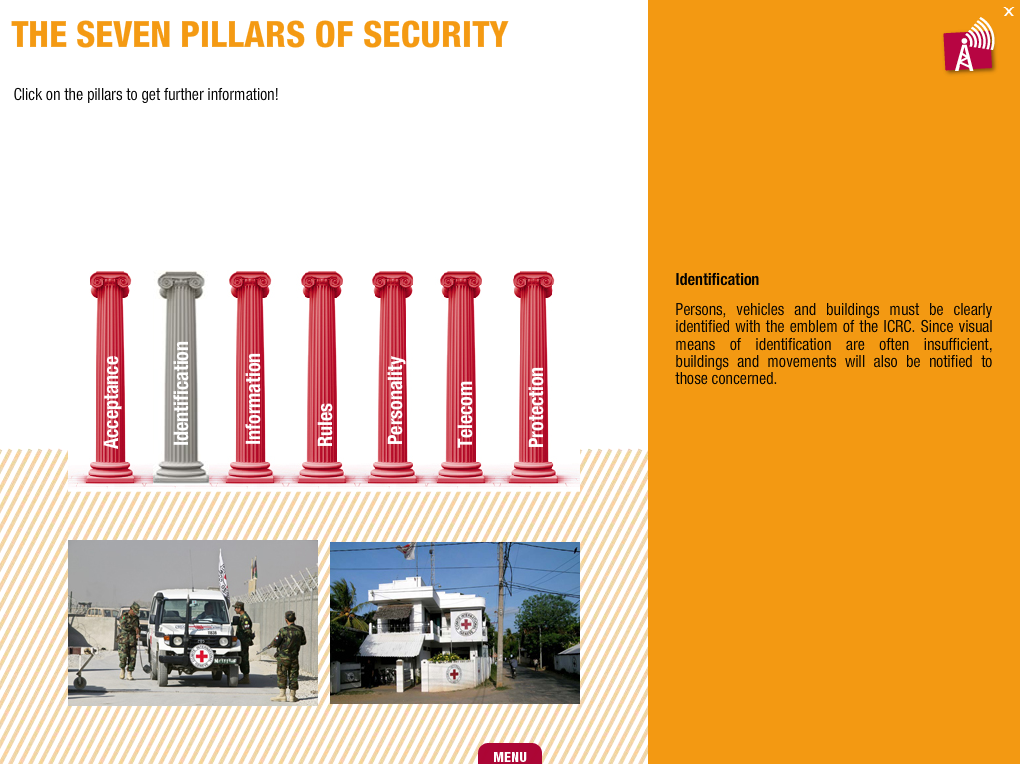 THE SEVEN PILLARS OF SECURITY
X
Click on the pillars to get further information!
Acceptance
Identification
Information
Rules
Personality
Telecom
Protection
Identification
Persons, vehicles and buildings must be clearly
identified with the emblem of the ICRC. Since visual
means of identification are often insufficient,
buildings and movements will also be notified to
those concerned.
MENU